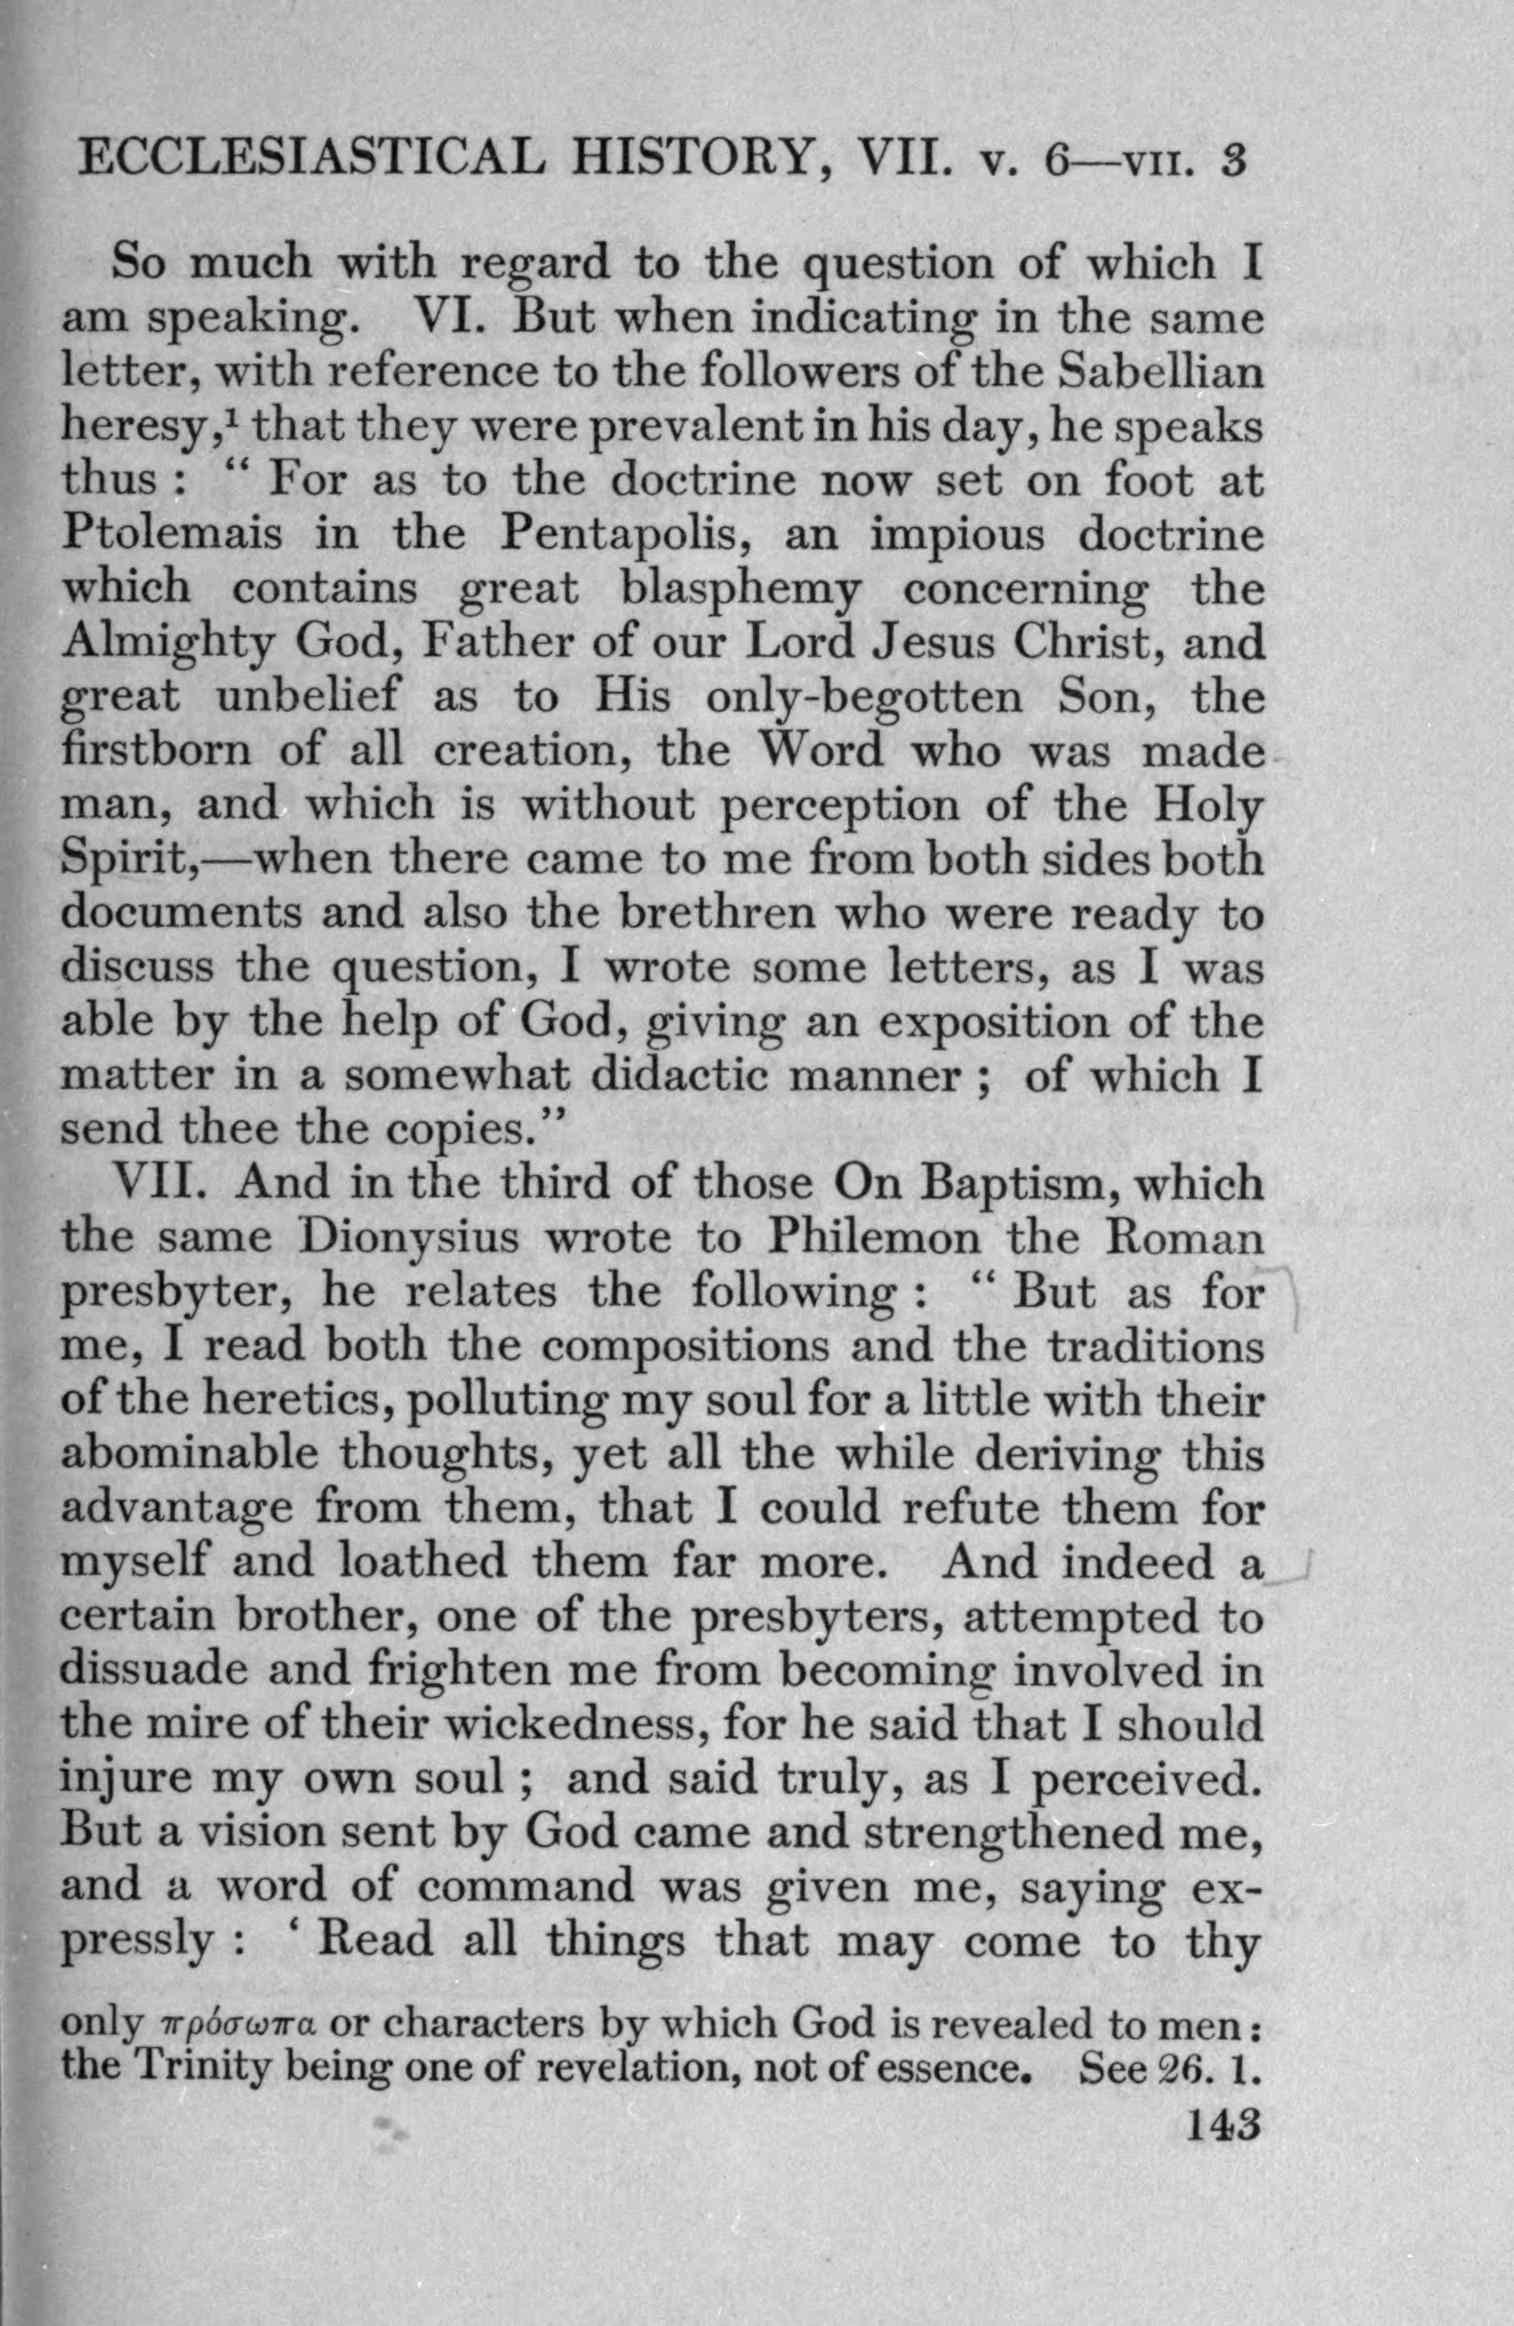 ECCLESIASTICAL HISTORY, VII. v. 6—vii. 3
So much with regard to the question of which I
am speaking. VI. But when indicating in the same
letter, with reference to the followers of the Sabellian
heresy,¹ that they were prevalent in his day, he speaks
thus : “ For as to the doctrine now set on foot at
Ptolemais in the Pentapolis, an impious doctrine
which contains great blasphemy concerning the
Almighty God, Father of our Lord Jesus Christ, and
great unbelief as to His only-begotten Son, the
firstborn of all creation, the Word who was made
man, and which is without perception of the Holy
Spirit,—when there came to me from both sides both
documents and also the brethren who were ready to
discuss the question, I wrote some letters, as I was
able by the help of God, giving an exposition of the
matter in a somewhat didactic manner ; of which I
send thee the copies.”
VII. And in the third of those On Baptism, which
the same Dionysius wrote to Philemon the Roman
presbyter, he relates the following : “ But as for
me, I read both the compositions and the traditions
of the heretics, polluting my soul for a little with their
abominable thoughts, yet all the while deriving this
advantage from them, that I could refute them for
myself and loathed them far more. And indeed a
certain brother, one of the presbyters, attempted to
dissuade and frighten me from becoming involved in
the mire of their wickedness, for he said that I should
injure my own soul ; and said truly, as I perceived.
But a vision sent by God came and strengthened me,
and a word of command was given me, saying ex-
pressly : ‘ Read all things that may come to thy
only πρόσωπα or characters by which God is revealed to men:
the Trinity being one of revelation, not of essence. See 26. 1.
143